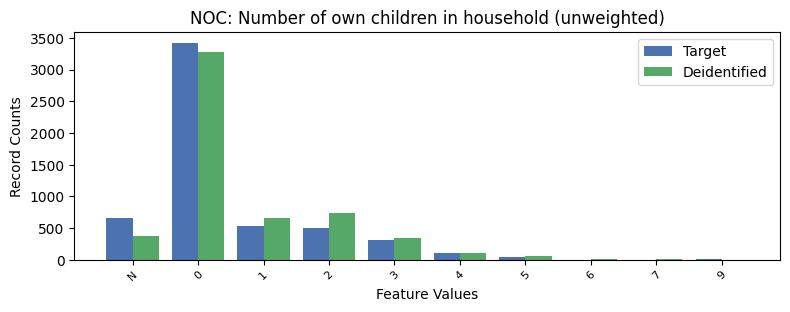 NOC: Number of own children in household (unweighted)
Target
Deidentified
Record Counts
3500
3000
2500
2000
1500
1000
500
0
N 0 1 2 3 4 5 6 7 9
Feature Values